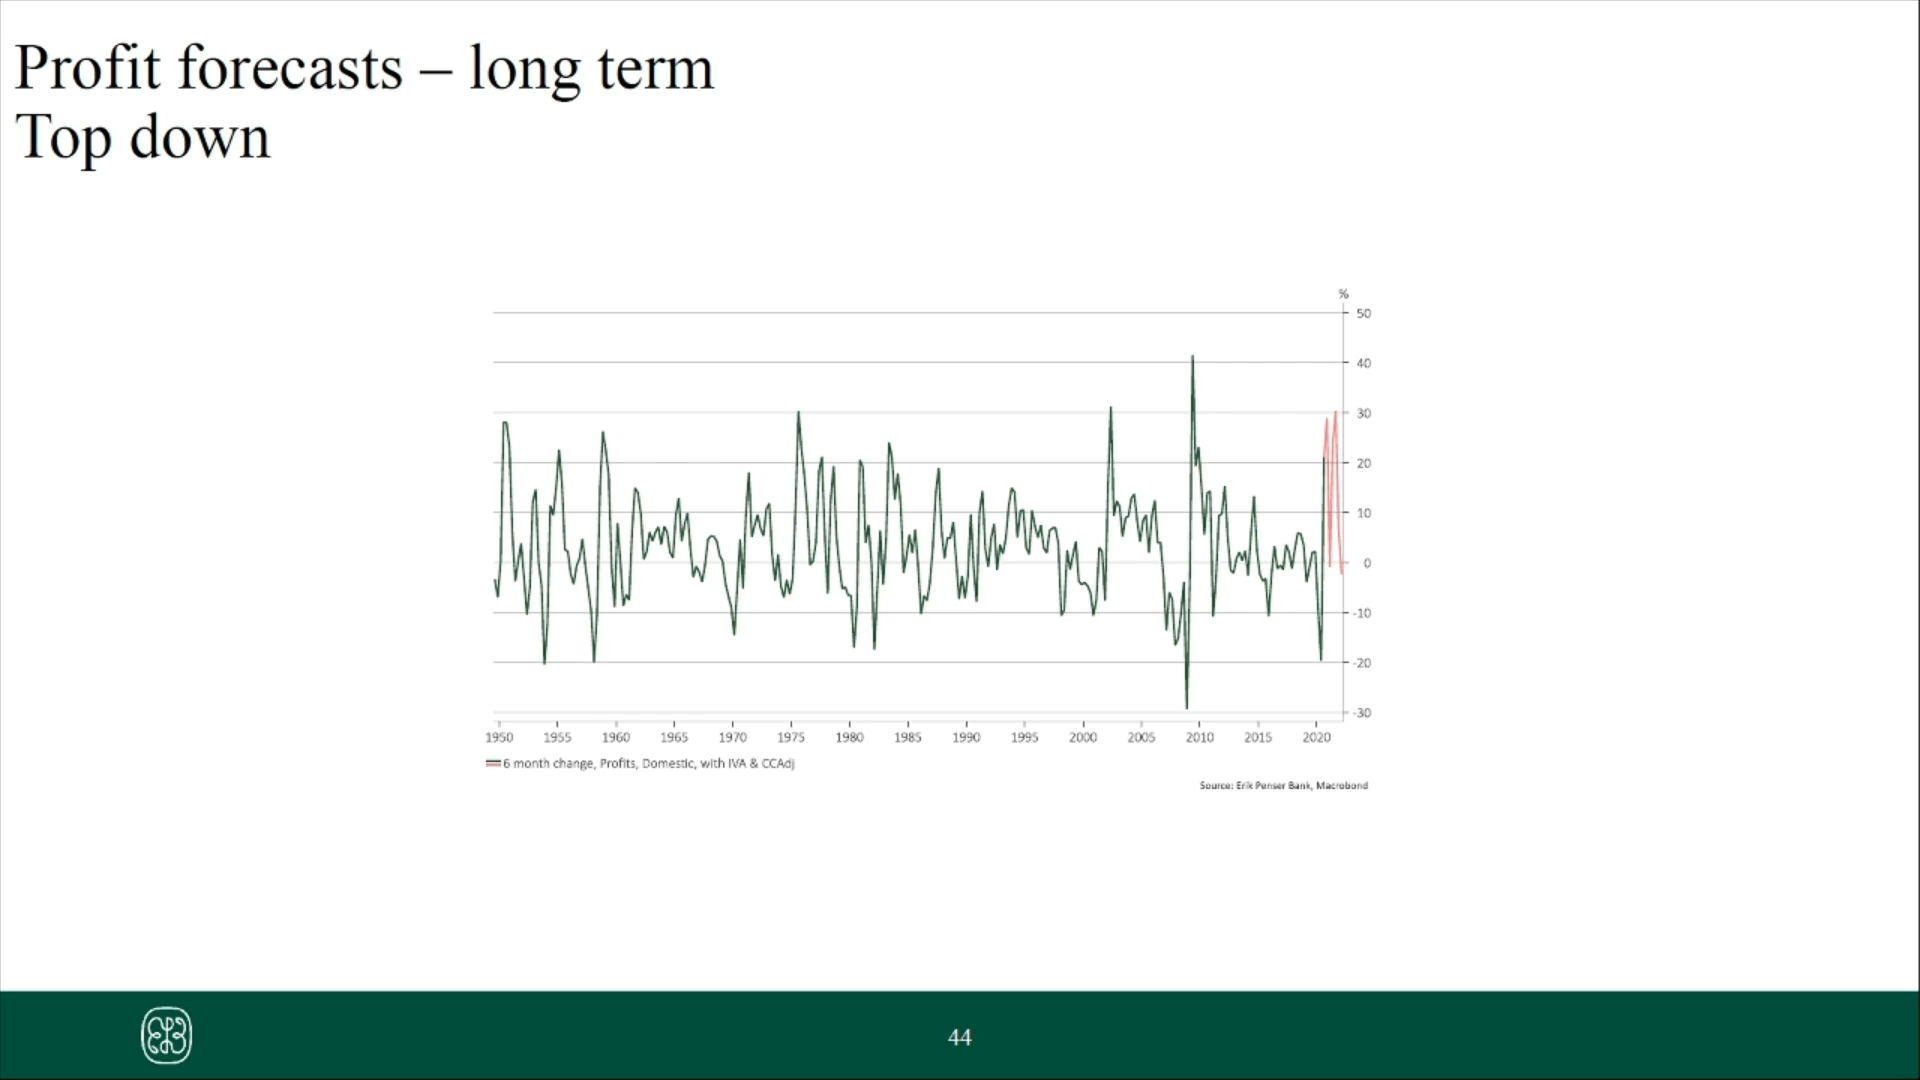 Profit forecasts – long term
Top down
%
50
40
30
20
10
0
-10
-20
-30
1950 1955 1960 1965 1970 1975 1980 1985 1990 1995 2000 2005 2010 2015 2020
6 month change, Profits, Domestic, with IVA & CCAdj
Source: Erik Penser Bank, Macrobond
44